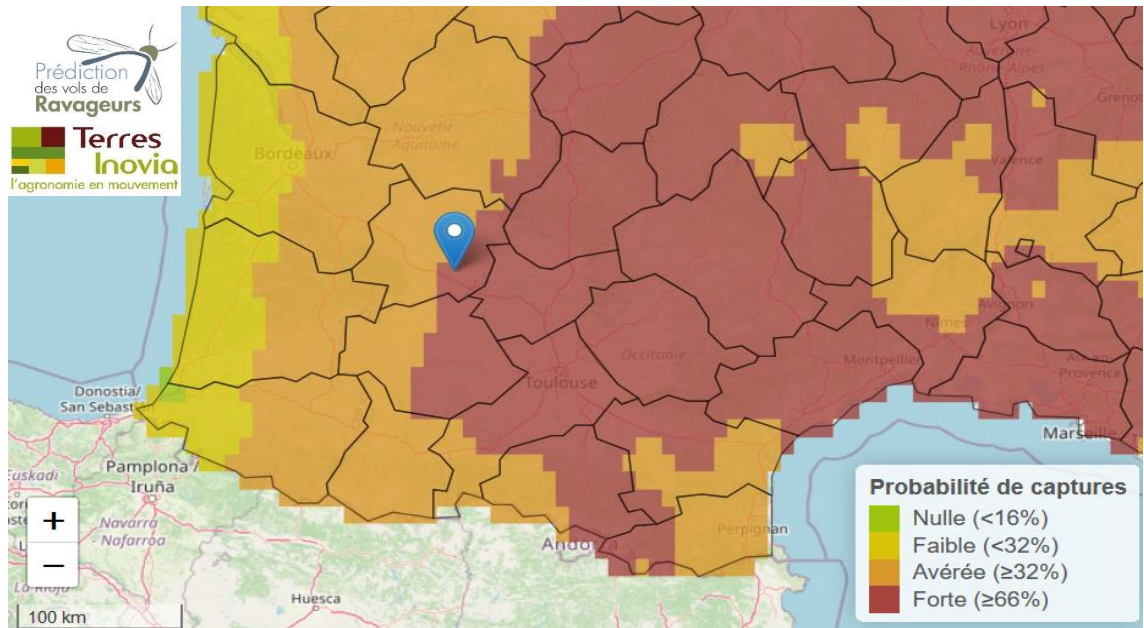 Prédiction
des vols de
Ravageurs
Terres
Inovia
l'agronomie en mouvement
Lyon
Auvergne-
Rhône-Alpes
Nouvelle-
Aquitaine
Bordeaux
Valence
Avignon
Nîmes
Occitanie
Montpellier
Aix-en-
Provence
Toulouse
Donostia/
San Sebast
Marseille
Euskadi
Pamplona /
Iruña
Navarra
Nafarroa
Perpignan
Andorra
La Rioja
Huesca
+
−
100 km
Probabilité de captures
Nulle (<16%)
Faible (<32%)
Avérée (≥32%)
Forte (≥66%)